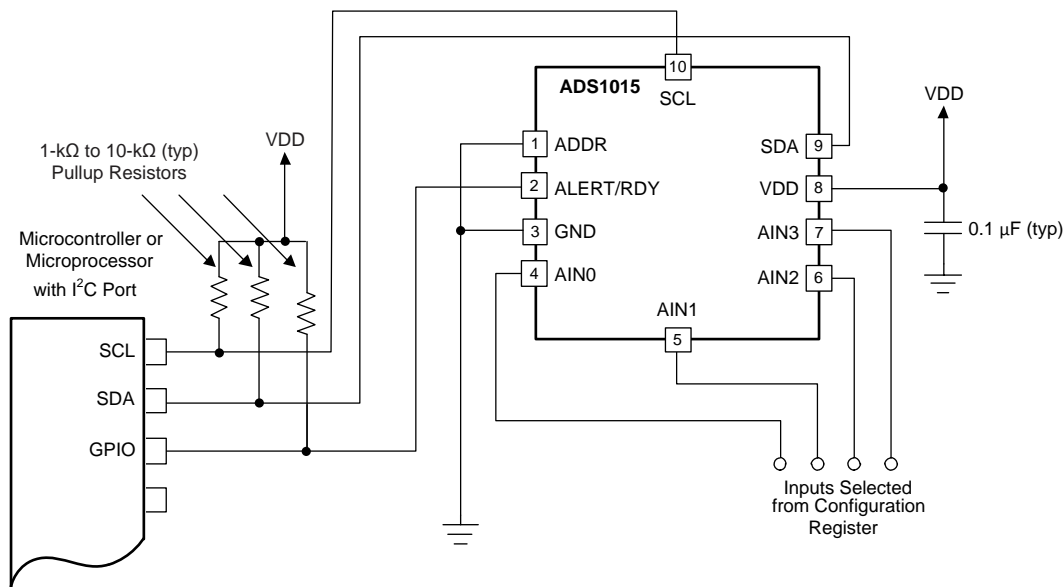 10
ADS1015
SCL
VDD
VDD
1-kΩ to 10-kΩ (typ)
Pullup Resistors
1
ADDR
SDA
9
2
ALERT/RDY
VDD
8
3
GND
AIN3
7
0.1 μF (typ)
4
AIN0
AIN2
6
AIN1
5
Microcontroller or
Microprocessor
with I²C Port
SCL
SDA
GPIO
Inputs Selected
from Configuration
Register